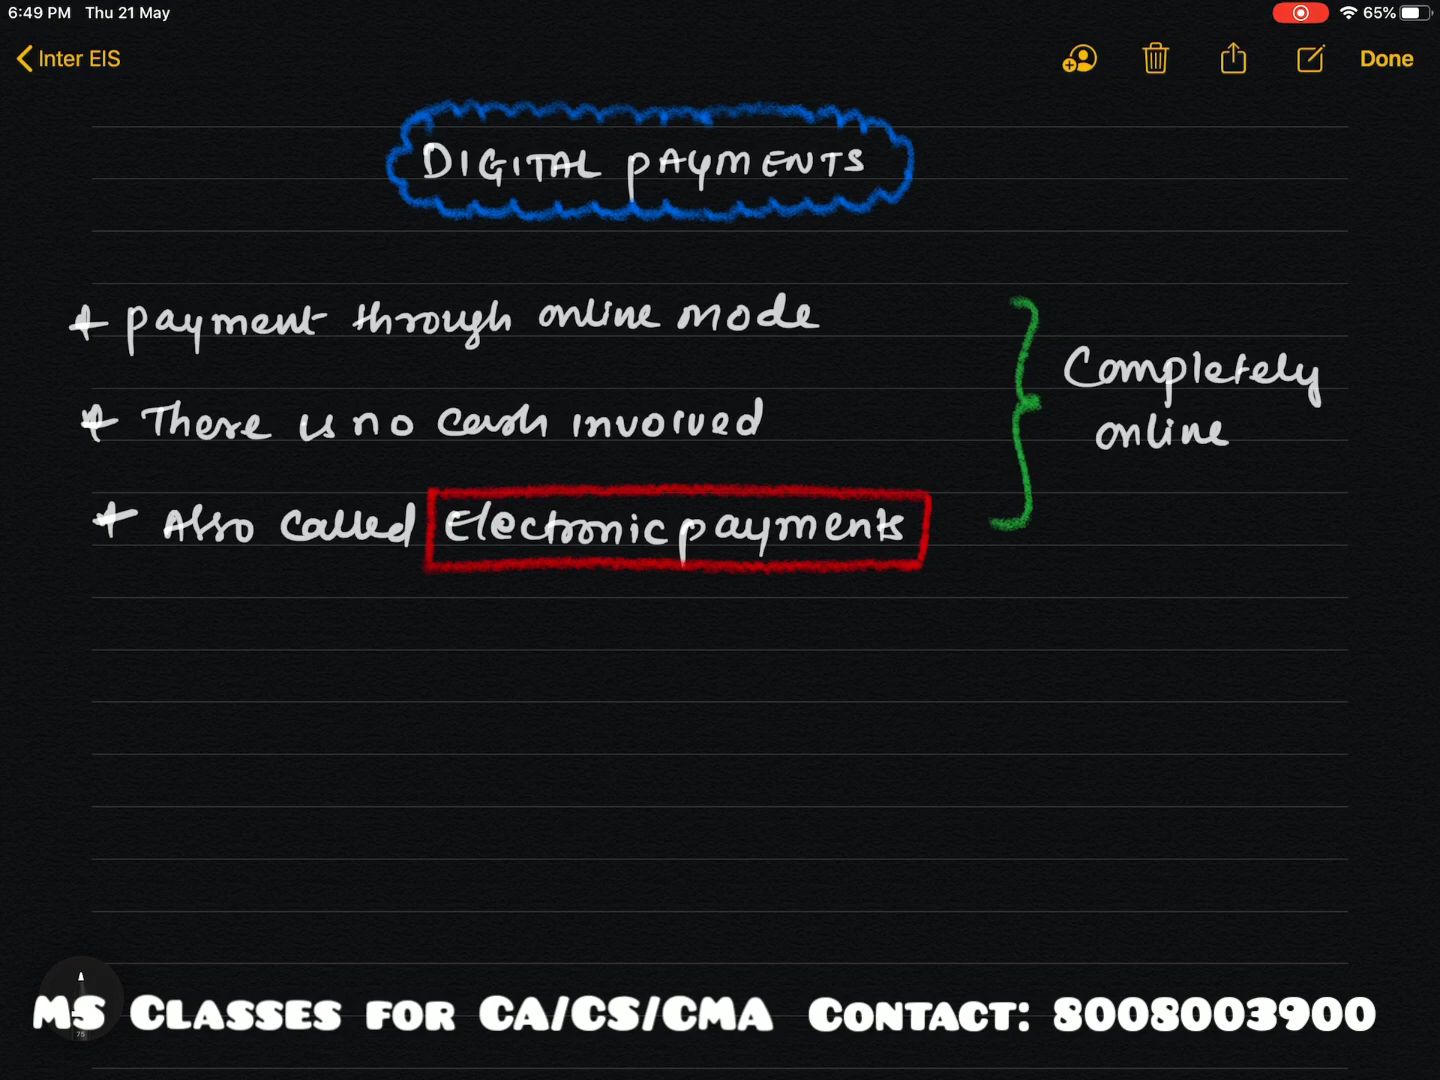 6:49 PM Thu 21 May
65%
Inter EIS
Done
DIGITAL PAYMENTS
+ payment through online mode
+ There is no cash involved
+ Also called Electronic payments
Completely
online
MS Classes for CA/CS/CMA Contact: 8008003900